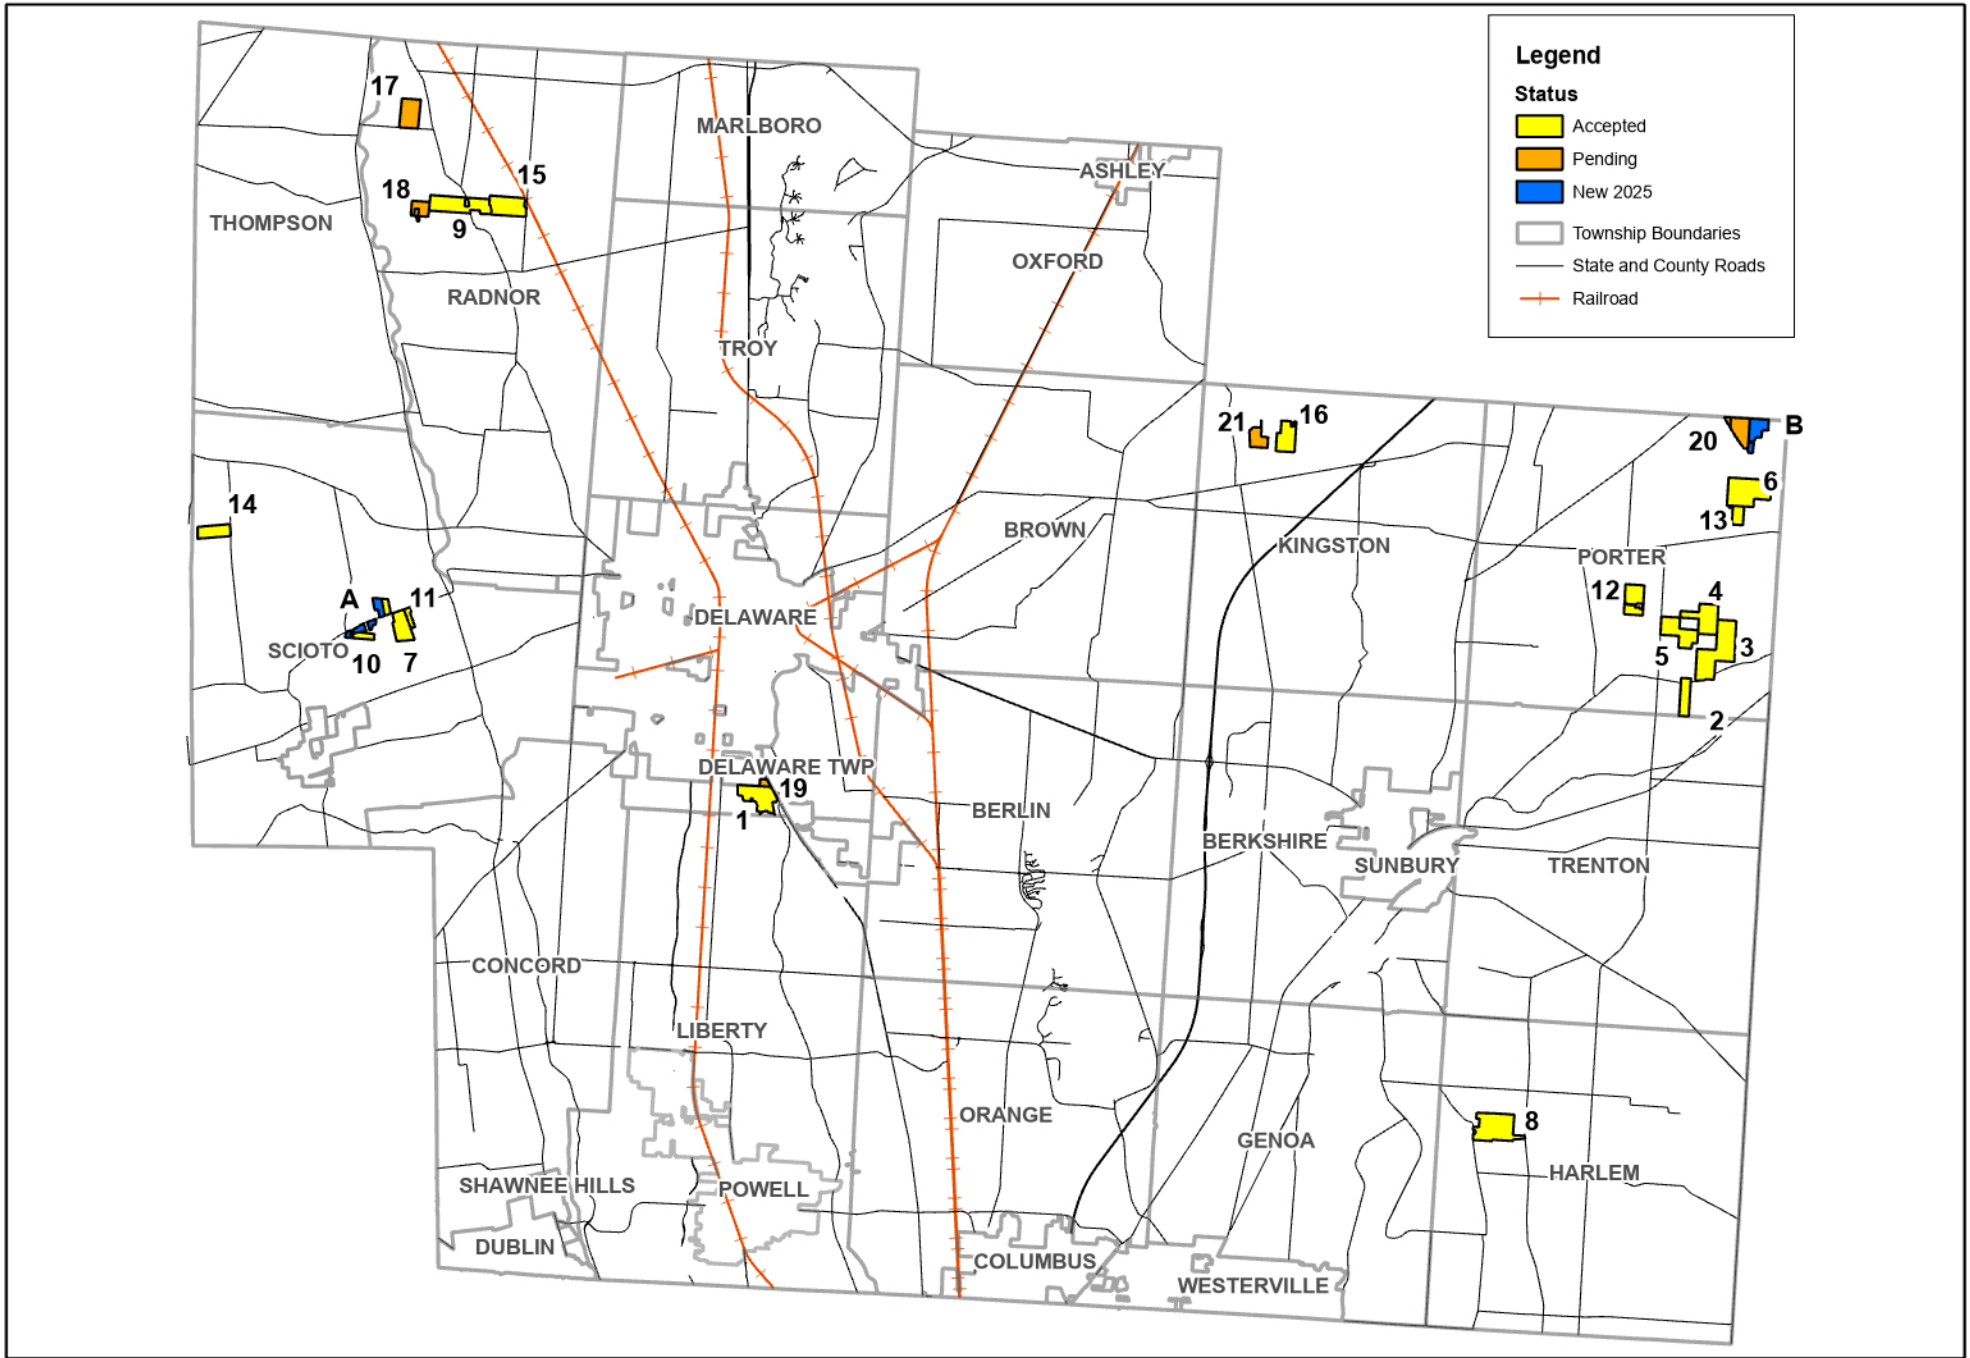 Legend
Status
Accepted
Pending
New 2025
Township Boundaries
State and County Roads
Railroad
17
MARLBORO
ASHLEY
15
18
THOMPSON
9
OXFORD
RADNOR
TROY
21
16
20
B
6
14
13
BROWN
KINGSTON
PORTER
12
4
A
11
DELAWARE
SCIOTO
10
7
5
3
2
DELAWARE TWP
19
1
BERLIN
BERKSHIRE
SUNBURY
TRENTON
CONCORD
LIBERTY
ORANGE
8
GENOA
HARLEM
SHAWNEE HILLS
POWELL
DUBLIN
COLUMBUS
WESTERVILLE